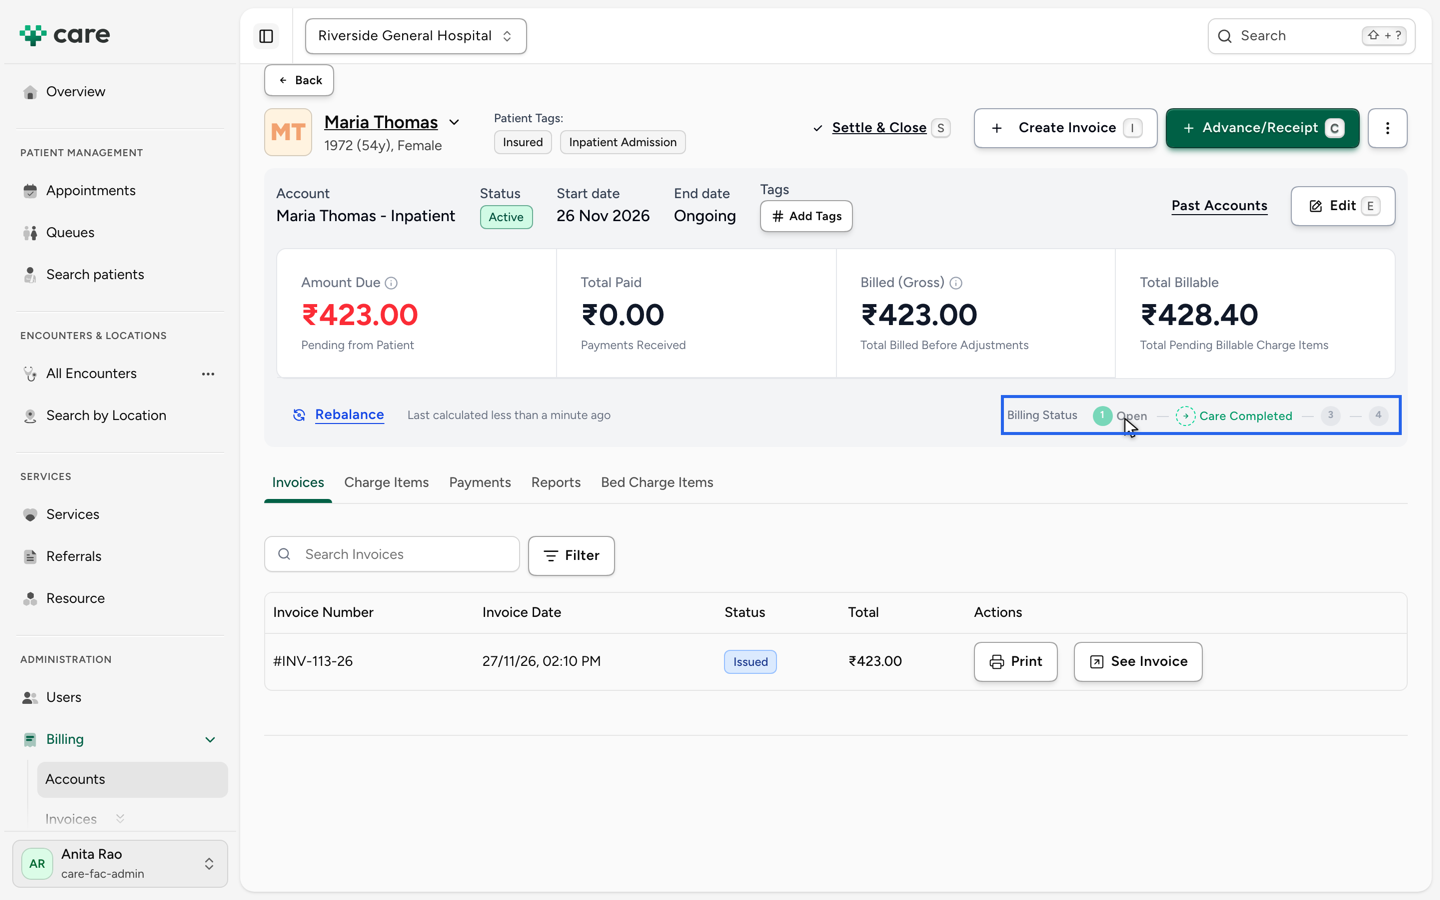 care
Riverside General Hospital
Search
⇧ + ?
Overview
PATIENT MANAGEMENT
Appointments
Queues
Search patients
ENCOUNTERS & LOCATIONS
All Encounters
Search by Location
SERVICES
Services
Referrals
Resource
ADMINISTRATION
Users
Billing
Accounts
Invoices
AR
Anita Rao
care-fac-admin
Back
MT
Maria Thomas
1972 (54y), Female
Patient Tags:
Insured
Inpatient Admission
Settle & Close S
+ Create Invoice I
+ Advance/Receipt C
Account
Maria Thomas - Inpatient
Status
Active
Start date
26 Nov 2026
End date
Ongoing
Tags
# Add Tags
Past Accounts
Edit E
Amount Due
₹423.00
Pending from Patient
Total Paid
₹0.00
Payments Received
Billed (Gross)
₹423.00
Total Billed Before Adjustments
Total Billable
₹428.40
Total Pending Billable Charge Items
Rebalance
Last calculated less than a minute ago
Billing Status 1 Open — Care Completed — 3 — 4
Invoices Charge Items Payments Reports Bed Charge Items
Search Invoices
Filter
Invoice Number Invoice Date Status Total Actions
#INV-113-26 27/11/26, 02:10 PM Issued ₹423.00 Print See Invoice